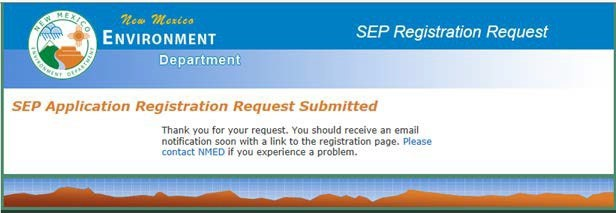 NEW MEXICO
ENVIRONMENT DEPARTMENT
New Mexico
ENVIRONMENT
Department
SEP Registration Request
SEP Application Registration Request Submitted
Thank you for your request. You should receive an email
notification soon with a link to the registration page. Please
contact NMED if you experience a problem.